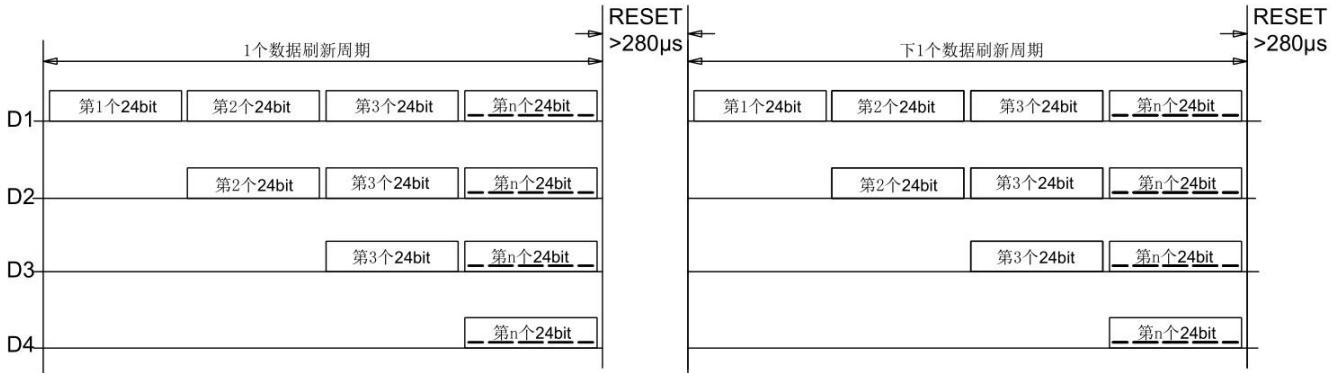 RESET
>280μs
1个数据刷新周期
RESET
>280μs
下1个数据刷新周期
D1 第1个24bit 第2个24bit 第3个24bit 第n个24bit 第1个24bit 第2个24bit 第3个24bit 第n个24bit
D2 第2个24bit 第3个24bit 第n个24bit 第2个24bit 第3个24bit 第n个24bit
D3 第3个24bit 第n个24bit 第3个24bit 第n个24bit
D4 第n个24bit 第n个24bit